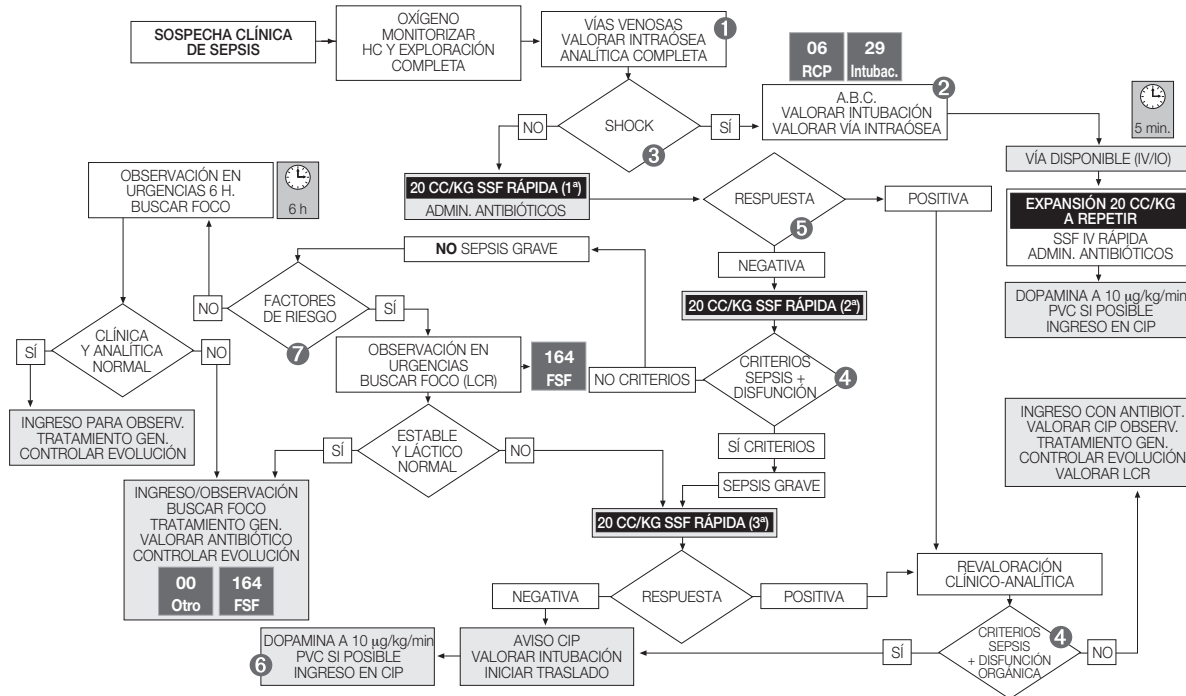 SOSPECHA CLÍNICA
DE SEPSIS
OXÍGENO
MONITORIZAR
HC Y EXPLORACIÓN
COMPLETA
VÍAS VENOSAS
VALORAR INTRAÓSEA
ANALÍTICA COMPLETA
1
06
RCP
29
Intubac.
2
A.B.C.
VALORAR INTUBACIÓN
VALORAR VÍA INTRAÓSEA
5 min.
NO
SHOCK
SÍ
3
VÍA DISPONIBLE (IV/IO)
EXPANSIÓN 20 CC/KG
A REPETIR
SSF IV RÁPIDA
ADMIN. ANTIBIÓTICOS
DOPAMINA A 10 µg/kg/min
PVC SI POSIBLE
INGRESO EN CIP
OBSERVACIÓN EN
URGENCIAS 6 H.
BUSCAR FOCO
6 h
20 CC/KG SSF RÁPIDA (1ª)
ADMIN. ANTIBIÓTICOS
RESPUESTA
5
POSITIVA
NEGATIVA
NO SEPSIS GRAVE
20 CC/KG SSF RÁPIDA (2ª)
NO
FACTORES
DE RIESGO
SÍ
7
SÍ
CLÍNICA
Y ANALÍTICA
NORMAL
NO
OBSERVACIÓN EN
URGENCIAS
BUSCAR FOCO (LCR)
164
FSF
NO CRITERIOS
CRITERIOS
SEPSIS +
DISFUNCIÓN
4
INGRESO PARA OBSERV.
TRATAMIENTO GEN.
CONTROLAR EVOLUCIÓN
SÍ
ESTABLE
Y LÁCTICO
NORMAL
NO
SÍ CRITERIOS
SEPSIS GRAVE
INGRESO CON ANTIBIOT.
VALORAR CIP OBSERV.
TRATAMIENTO GEN.
CONTROLAR EVOLUCIÓN
VALORAR LCR
INGRESO/OBSERVACIÓN
BUSCAR FOCO
TRATAMIENTO GEN.
VALORAR ANTIBIÓTICO
CONTROLAR EVOLUCIÓN
00
Otro
164
FSF
20 CC/KG SSF RÁPIDA (3ª)
NEGATIVA
RESPUESTA
POSITIVA
REVALORACIÓN
CLÍNICO-ANALÍTICA
DOPAMINA A 10 µg/kg/min
PVC SI POSIBLE
INGRESO EN CIP
6
AVISO CIP
VALORAR INTUBACIÓN
INICIAR TRASLADO
SÍ
CRITERIOS
SEPSIS
+ DISFUNCIÓN
ORGÁNICA
4
NO